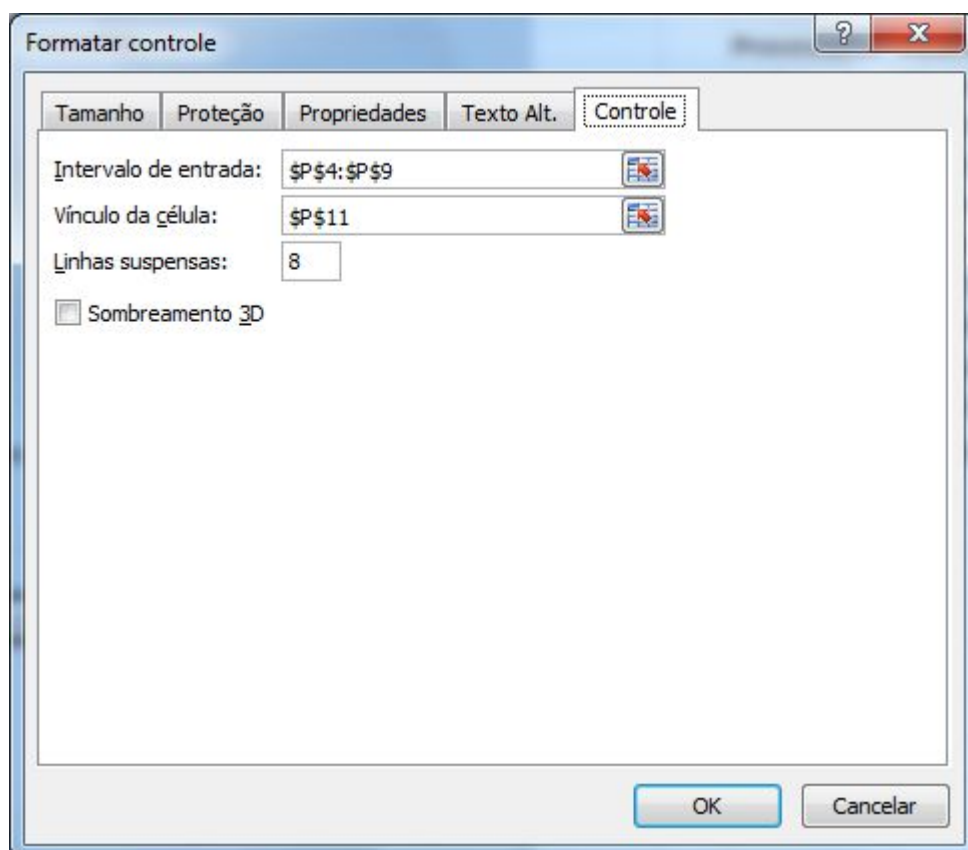 Formatar controle
Tamanho Proteção Propriedades Texto Alt. Controle
Intervalo de entrada: $P$4:$P$9
Vínculo da célula: $P$11
Linhas suspensas: 8
Sombreamento 3D
OK Cancelar